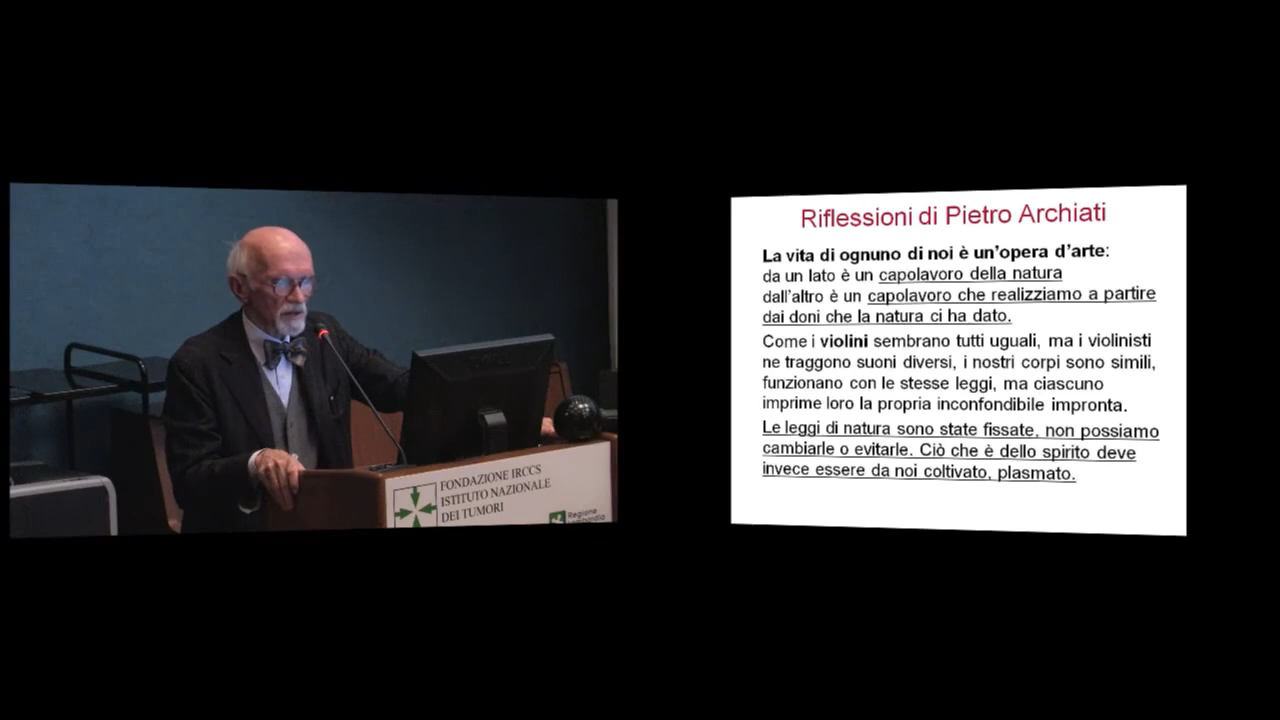 FONDAZIONE IRCCS
ISTITUTO NAZIONALE
DEI TUMORI
Regione
Lombardia
Riflessioni di Pietro Archiati
La vita di ognuno di noi è un'opera d'arte:
da un lato è un capolavoro della natura
dall'altro è un capolavoro che realizziamo a partire
dai doni che la natura ci ha dato.
Come i violini sembrano tutti uguali, ma i violinisti
ne traggono suoni diversi, i nostri corpi sono simili,
funzionano con le stesse leggi, ma ciascuno
imprime loro la propria inconfondibile impronta.
Le leggi di natura sono state fissate, non possiamo
cambiarle o evitarle. Ciò che è dello spirito deve
invece essere da noi coltivato, plasmato.